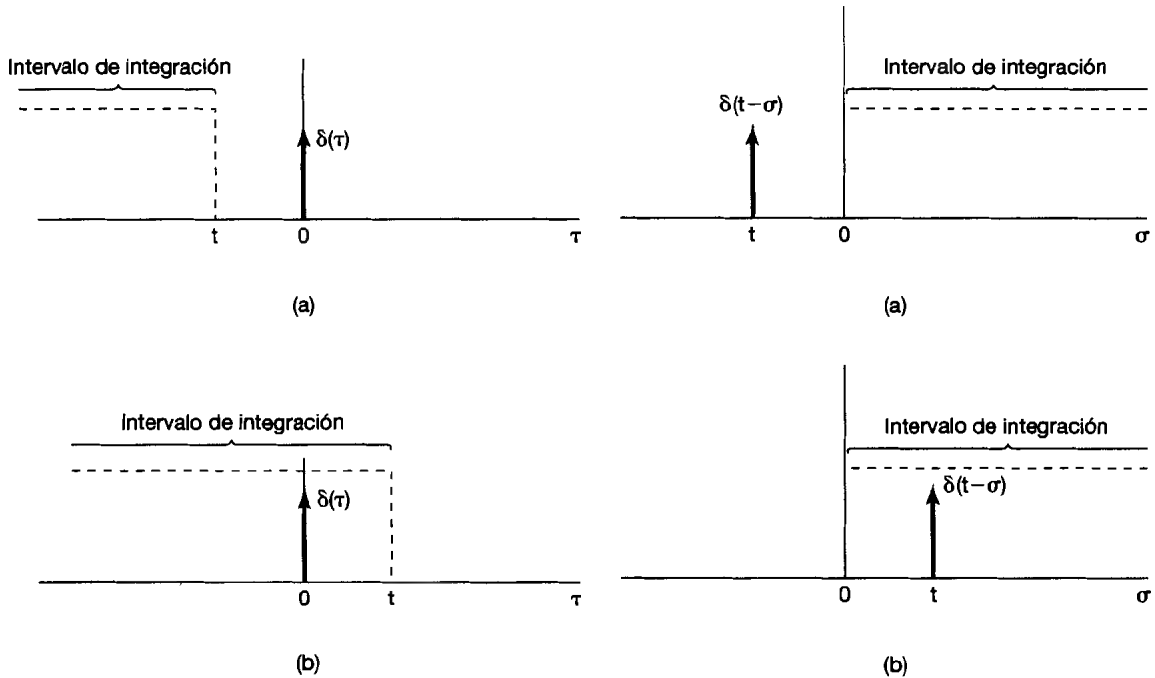 Intervalo de integración
δ(τ)
t
0
τ
(a)
Intervalo de integración
δ(t−σ)
t
0
σ
(a)
Intervalo de integración
δ(τ)
0
t
τ
(b)
Intervalo de integración
δ(t−σ)
0
t
σ
(b)